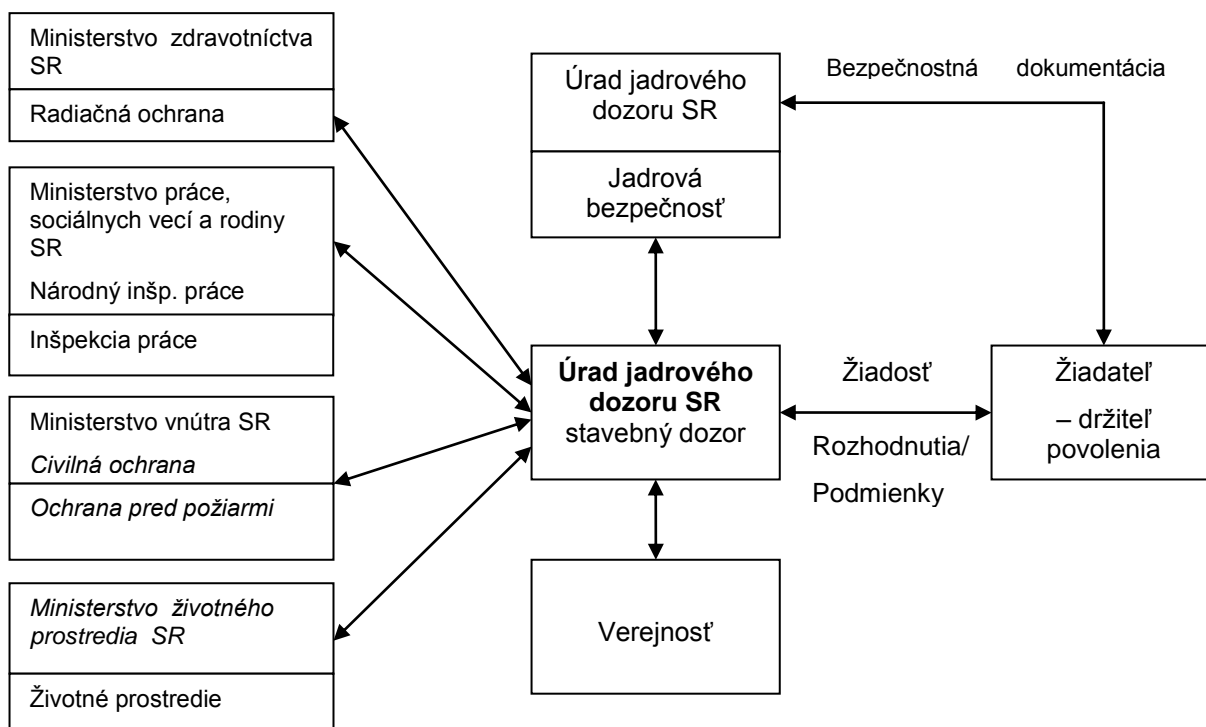 Ministerstvo zdravotníctva
SR
Radiačná ochrana
Ministerstvo práce,
sociálnych vecí a rodiny
SR
Národný inšp. práce
Inšpekcia práce
Ministerstvo vnútra SR
Civilná ochrana
Ochrana pred požiarmi
Ministerstvo životného
prostredia SR
Životné prostredie
Úrad jadrového
dozoru SR
Jadrová
bezpečnosť
Bezpečnostná dokumentácia
Úrad jadrového
dozoru SR
stavebný dozor
Žiadosť
Rozhodnutia/
Podmienky
Žiadateľ
– držiteľ
povolenia
Verejnosť